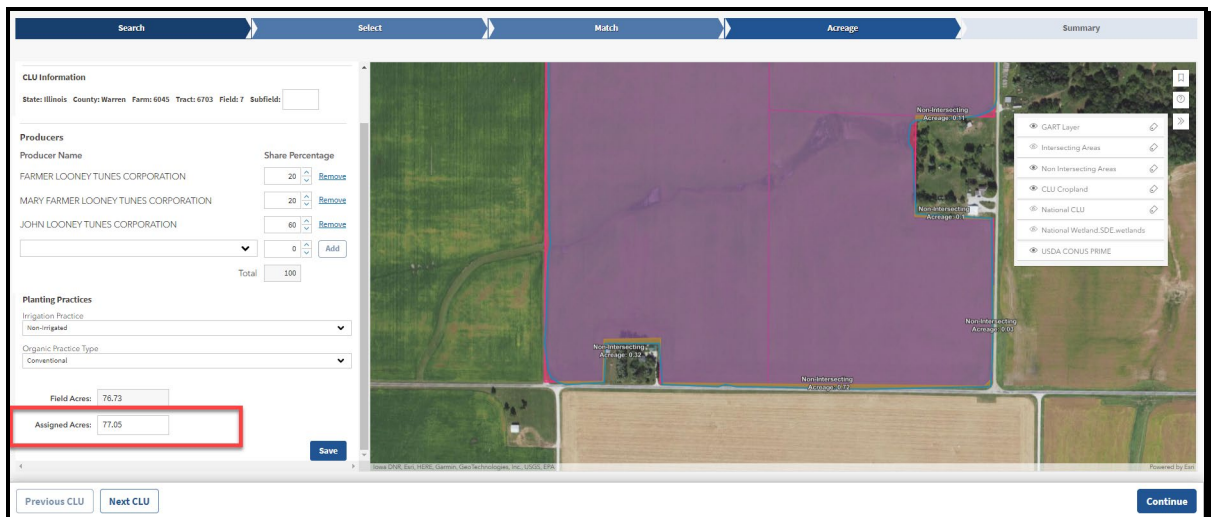 Search Select Match Acreage Summary
CLU Information
State: Illinois County: Warren Farm: 6045 Tract: 6703 Field: 7 Subfield:
Producers
Producer Name Share Percentage
FARMER LOONEY TUNES CORPORATION 20 Remove
MARY FARMER LOONEY TUNES CORPORATION 20 Remove
JOHN LOONEY TUNES CORPORATION 60 Remove
0 Add
Total 100
Planting Practices
Irrigation Practice
Non-Irrigated
Organic Practice Type
Conventional
Field Acres: 76.73
Assigned Acres: 77.05
Save
Non-Intersecting
Acreage: 0.11
Non-Intersecting
Acreage: 0.1
Non-Intersecting
Acreage: 0.03
Non-Intersecting
Acreage: 0.32
Non-Intersecting
Acreage: 0.72
GART Layer
Intersecting Areas
Non Intersecting Areas
CLU Cropland
National CLU
National Wetland.SDE.wetlands
USDA CONUS PRIME
Iowa DNR, Esri, HERE, Garmin, GeoTechnologies, Inc., USGS, EPA
Powered by Esri
Previous CLU Next CLU Continue